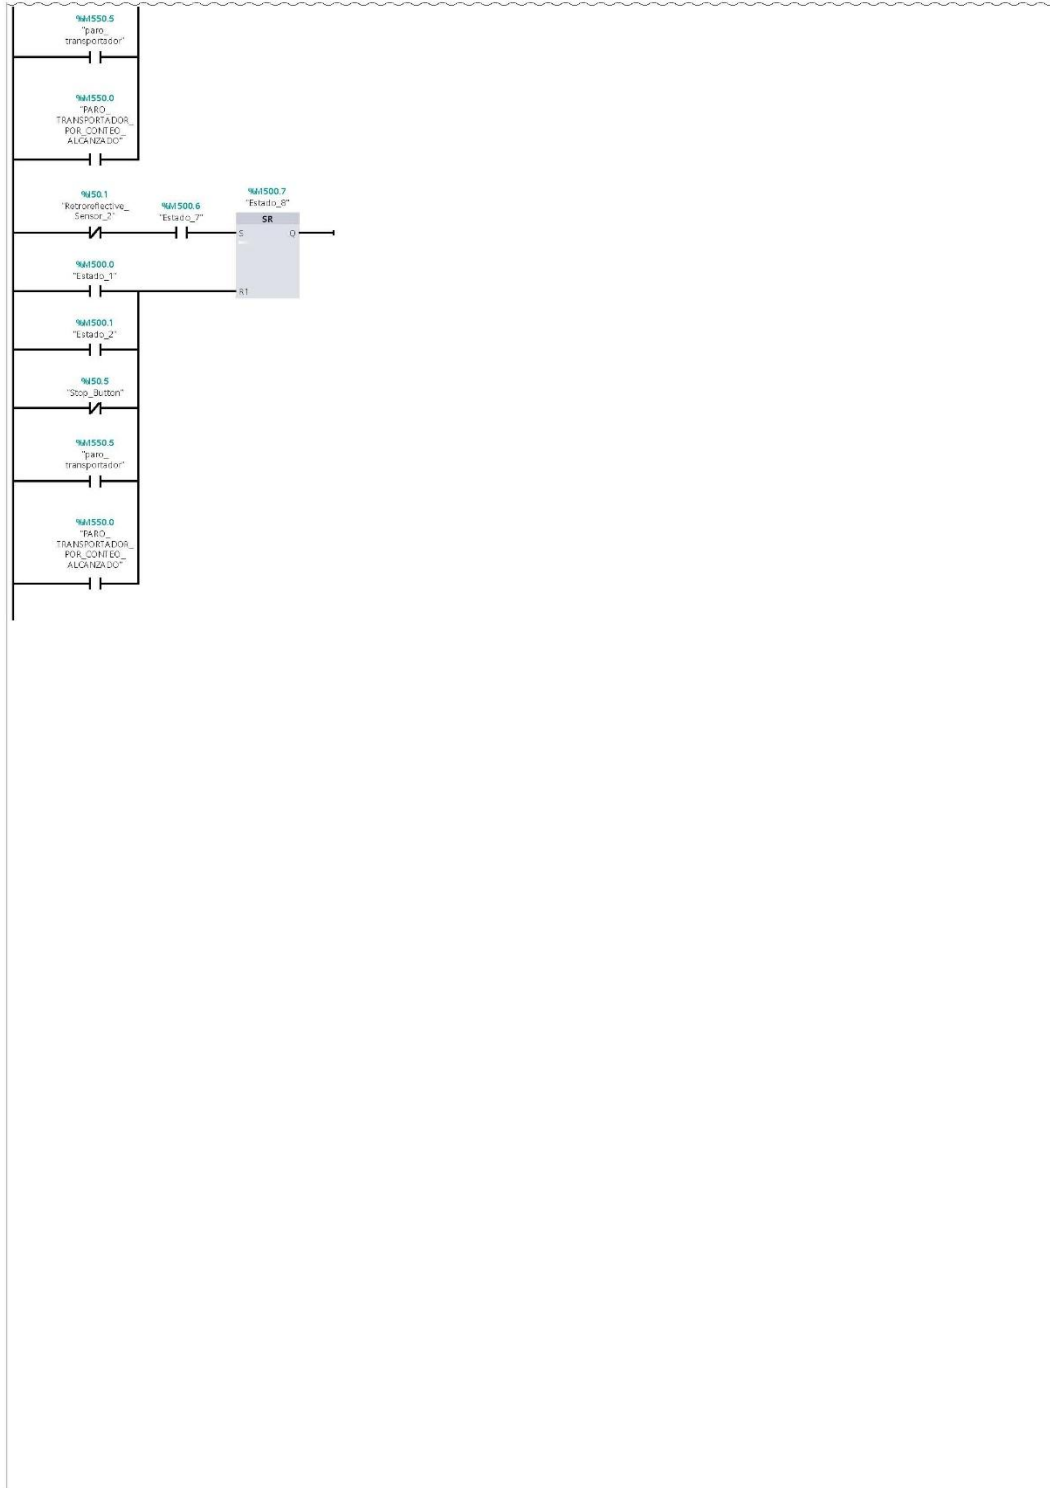 %M550.5
"paro_
transportador"
%M550.0
"PARO_
TRANSPORTADOR_
POR_CONTEO_
ALCANZADO"
%I50.1
"Retroreflective_
Sensor_2"
%M500.6
"Estado_7"
%M500.7
"Estado_8"
SR
S
Q
%M500.0
"Estado_1"
R1
%M500.1
"Estado_2"
%I50.5
"Stop_Button"
%M550.5
"paro_
transportador"
%M550.0
"PARO_
TRANSPORTADOR_
POR_CONTEO_
ALCANZADO"